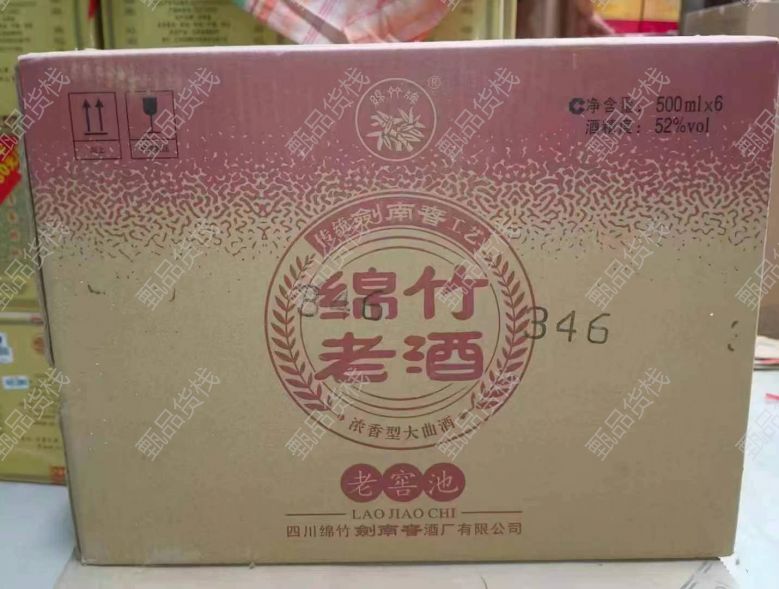 绵竹牌®
净含量：500ml×6
酒精度：52%vol
传统剑南春工艺
绵竹
老酒
346
346
浓香型大曲酒
老窖池
LAO JIAO CHI
四川绵竹剑南春酒厂有限公司
甄品货栈